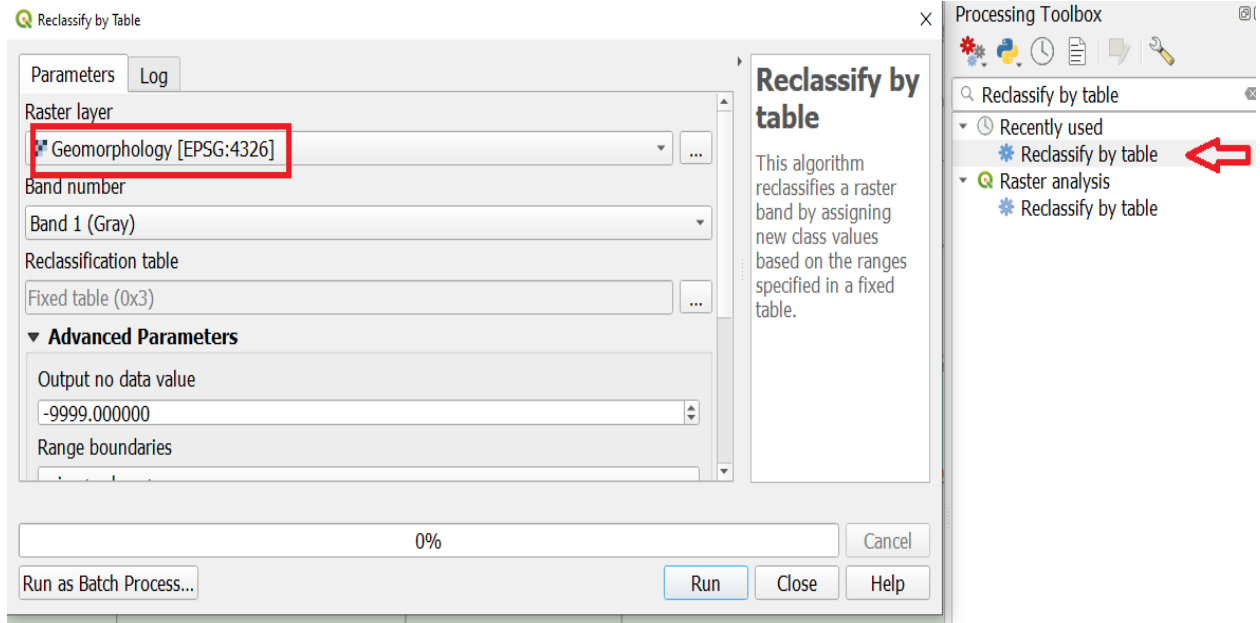 Reclassify by Table
Parameters
Log
Raster layer
Geomorphology [EPSG:4326]
...
Band number
Band 1 (Gray)
Reclassification table
Fixed table (0x3)
...
Advanced Parameters
Output no data value
-9999.000000
Range boundaries
Reclassify by
table
This algorithm
reclassifies a raster
band by assigning
new class values
based on the ranges
specified in a fixed
table.
0%
Cancel
Run as Batch Process...
Run
Close
Help
Processing Toolbox
Reclassify by table
Recently used
Reclassify by table
Raster analysis
Reclassify by table